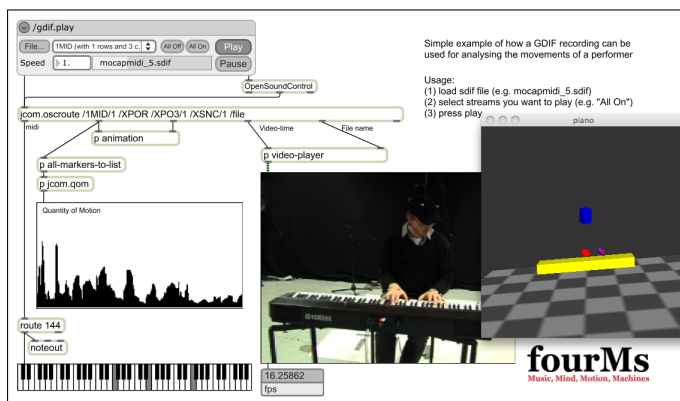 /gdif.play
File... 1MID (with 1 rows and 3 c. All Off All On Play
Speed 1. mocapmidi_5.sdif Pause
OpenSoundControl
jcom.oscroute /1MID/1 /XPOR /XPO3/1 /XSNC/1 /file
midi Video-time File name
p animation
p video-player
p all-markers-to-list
p jcom.qom
Quantity of Motion
route 144
noteout
16.25862
fps
Simple example of how a GDIF recording can be
used for analysing the movements of a performer
Usage:
(1) load sdif file (e.g. mocapmidi_5.sdif)
(2) select streams you want to play (e.g. "All On")
(3) press play
piano
YAMAHA
fourMs
Music, Mind, Motion, Machines